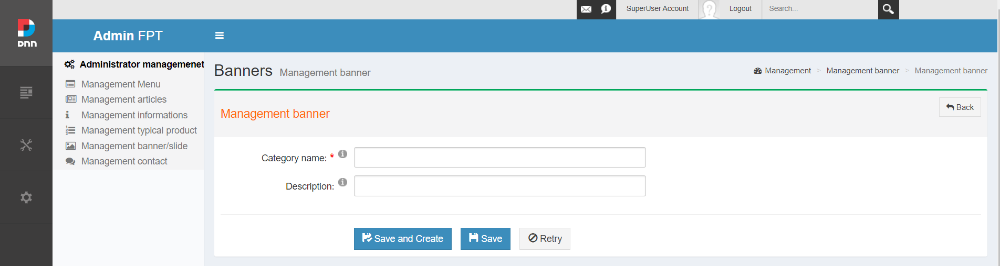 SuperUser Account
Logout
Search...
DNN
Admin FPT
Administrator managemenet
Management Menu
Management articles
Management informations
Management typical product
Management banner/slide
Management contact
Banners Management banner
Management > Management banner > Management banner
Management banner
Back
Category name: *
Description:
Save and Create
Save
Retry